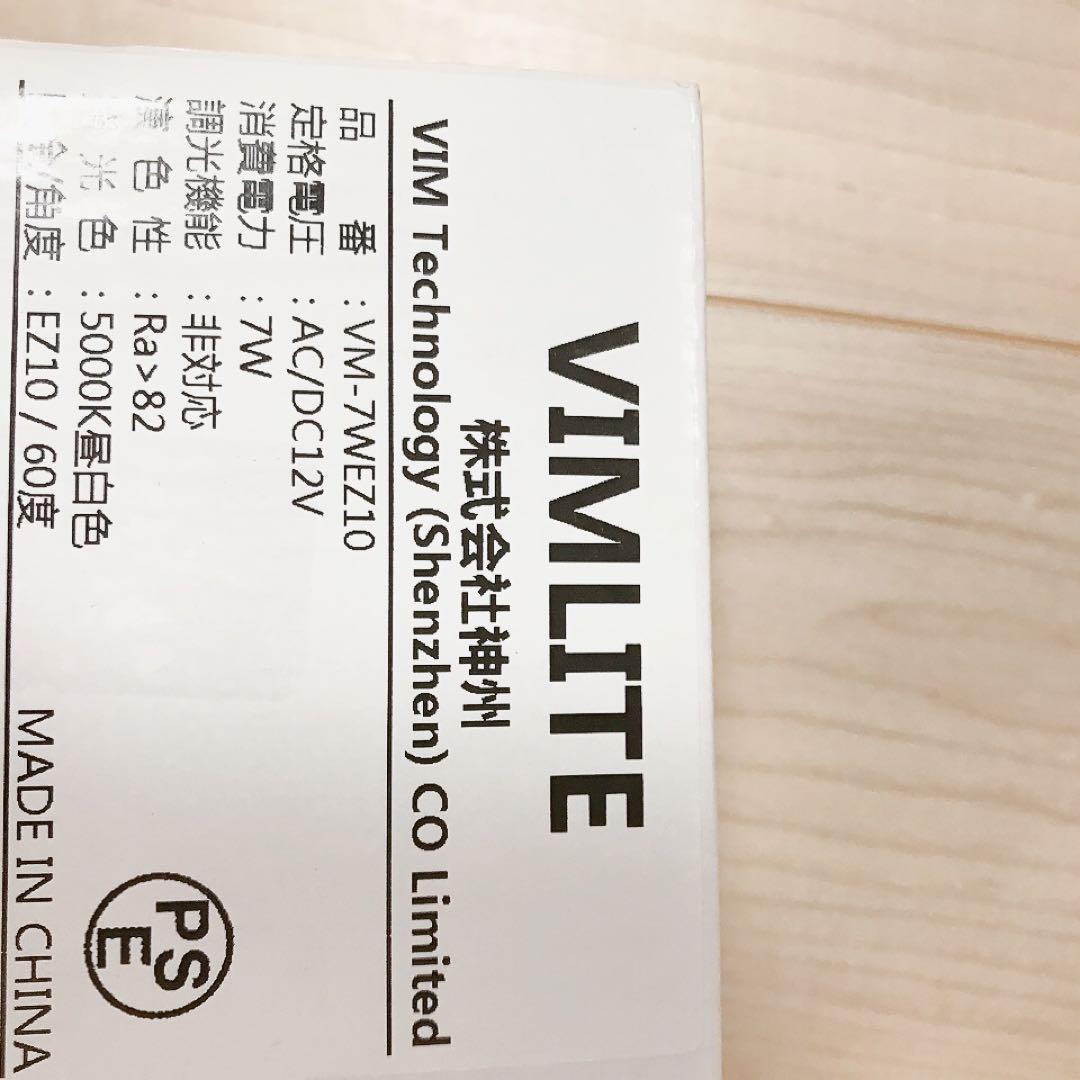 VIMLITE
株式会社神州
VIM Technology (Shenzhen) CO Limited
品番 : VM-7WEZ10
定格電圧 : AC/DC12V
消費電力 : 7W
調光機能 : 非対応
演色性 : Ra>82
光色 : 5000K昼白色
角度 : EZ10 / 60度
PSE
MADE IN CHINA